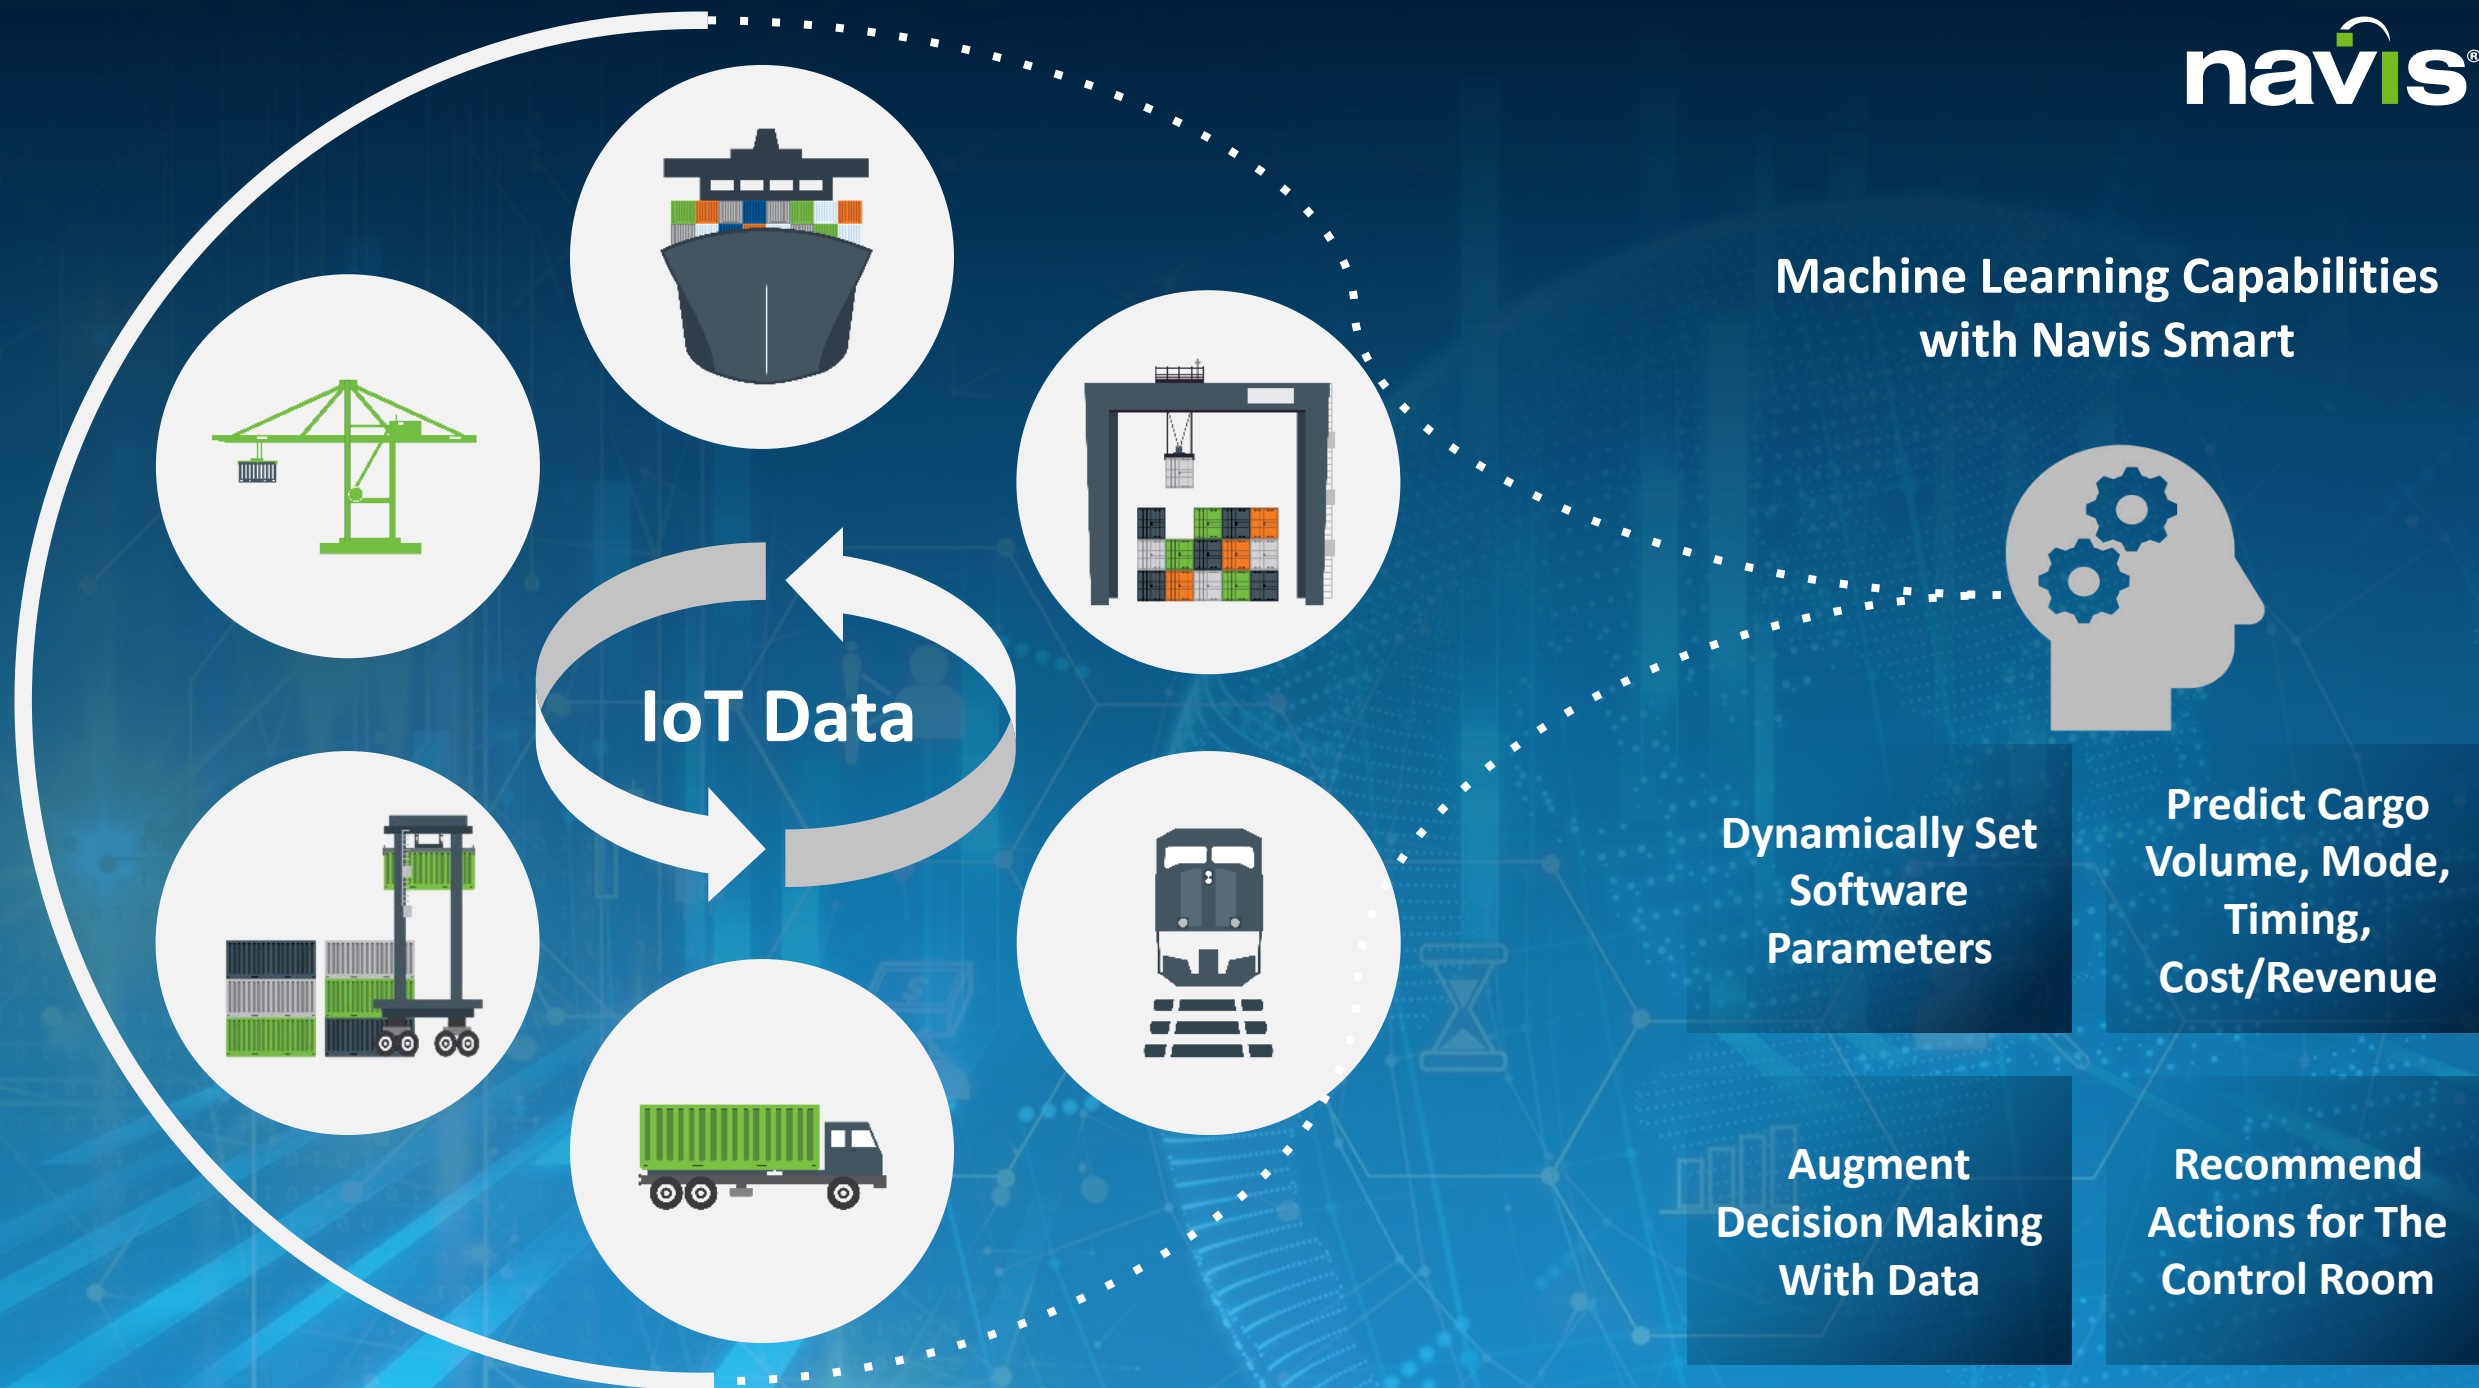 navis®
Machine Learning Capabilities
with Navis Smart
IoT Data
Dynamically Set
Software
Parameters
Predict Cargo
Volume, Mode,
Timing,
Cost/Revenue
Augment
Decision Making
With Data
Recommend
Actions for The
Control Room